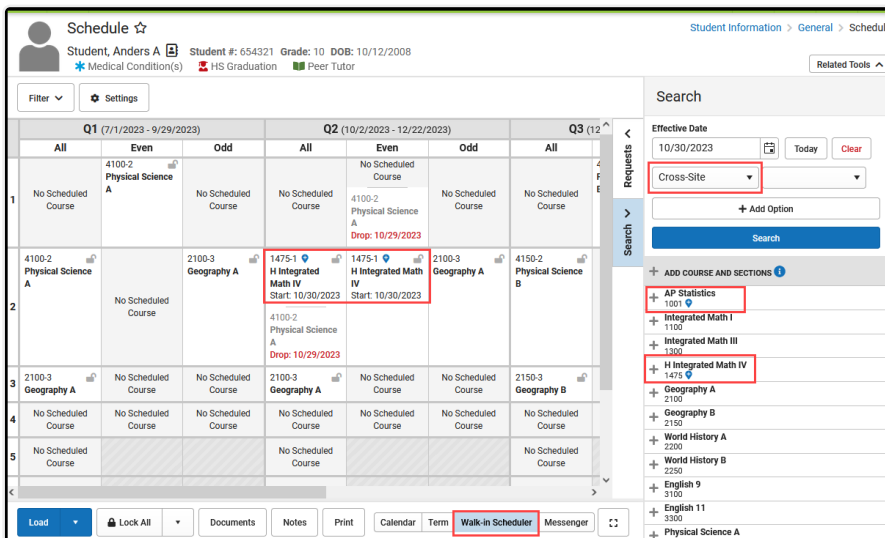 Schedule
Student Information > General > Schedul
Student, Anders A Student #: 654321 Grade: 10 DOB: 10/12/2008
Medical Condition(s) HS Graduation Peer Tutor
Related Tools
Filter Settings
Q1 (7/1/2023 - 9/29/2023) Q2 (10/2/2023 - 12/22/2023) Q3 (12
All Even Odd All Even Odd All
1
No Scheduled
Course
4100-2
Physical Science
A
No Scheduled
Course
No Scheduled
Course
No Scheduled
Course
4100-2
Physical Science
A
Drop: 10/29/2023
No Scheduled
Course
No Scheduled
Course
2
4100-2
Physical Science
A
No Scheduled
Course
2100-3
Geography A
1475-1
H Integrated
Math IV
Start: 10/30/2023
4100-2
Physical Science
A
Drop: 10/29/2023
1475-1
H Integrated Math
IV
Start: 10/30/2023
2100-3
Geography A
4150-2
Physical Science
B
3
2100-3
Geography A
No Scheduled
Course
No Scheduled
Course
2100-3
Geography A
No Scheduled
Course
No Scheduled
Course
2150-3
Geography B
4
No Scheduled
Course
No Scheduled
Course
No Scheduled
Course
No Scheduled
Course
No Scheduled
Course
No Scheduled
Course
No Scheduled
Course
5
No Scheduled
Course
No Scheduled
Course
No Scheduled
Course
Requests
Search
Search
Effective Date
10/30/2023 Today Clear
Cross-Site
+ Add Option
Search
ADD COURSE AND SECTIONS
AP Statistics
1001
Integrated Math I
1100
Integrated Math III
1300
H Integrated Math IV
1475
Geography A
2100
Geography B
2150
World History A
2200
World History B
2250
English 9
3100
English 11
3300
Physical Science A
Load Lock All Documents Notes Print Calendar Term Walk-in Scheduler Messenger